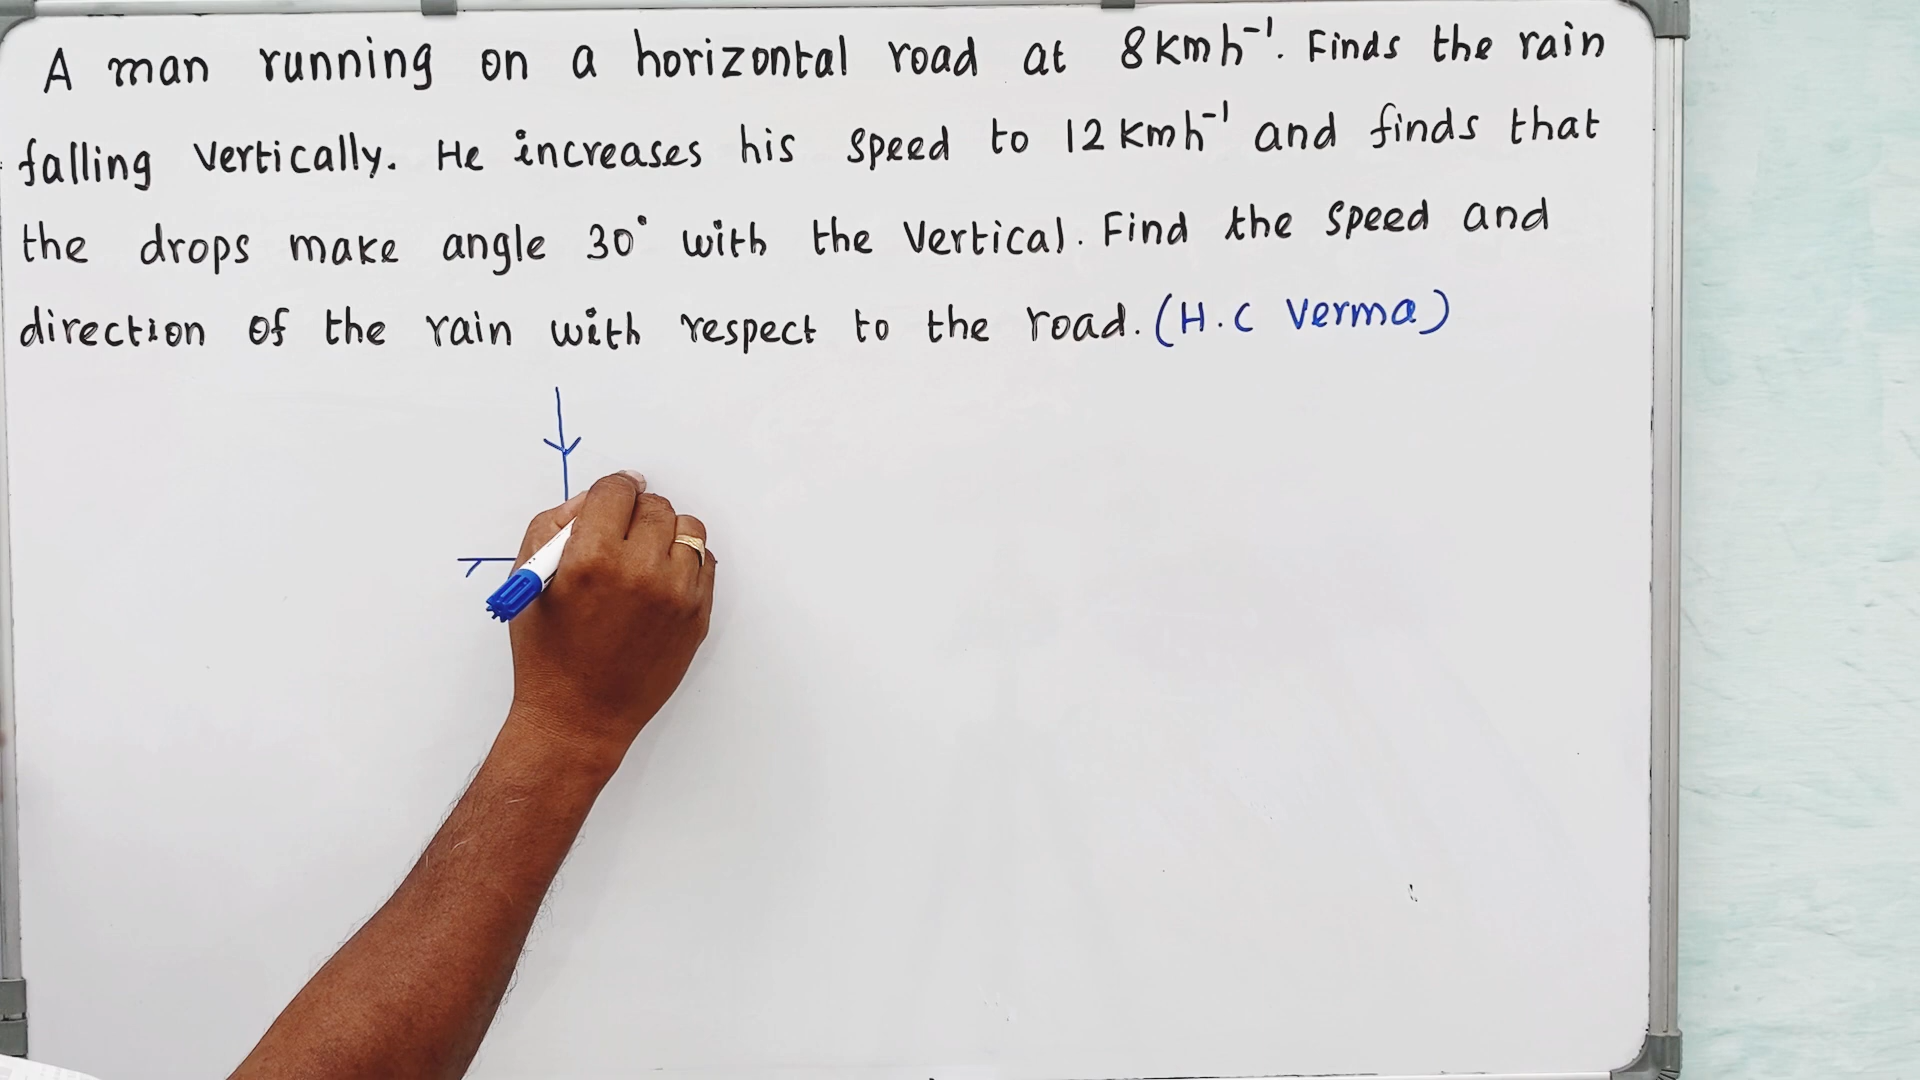 A man running on a horizontal road at 8 Kmh⁻¹. Finds the rain
falling Vertically. He increases his speed to 12 Kmh⁻¹ and finds that
the drops make angle 30° with the Vertical. Find the speed and
direction of the rain with respect to the road. (H.C Verma)